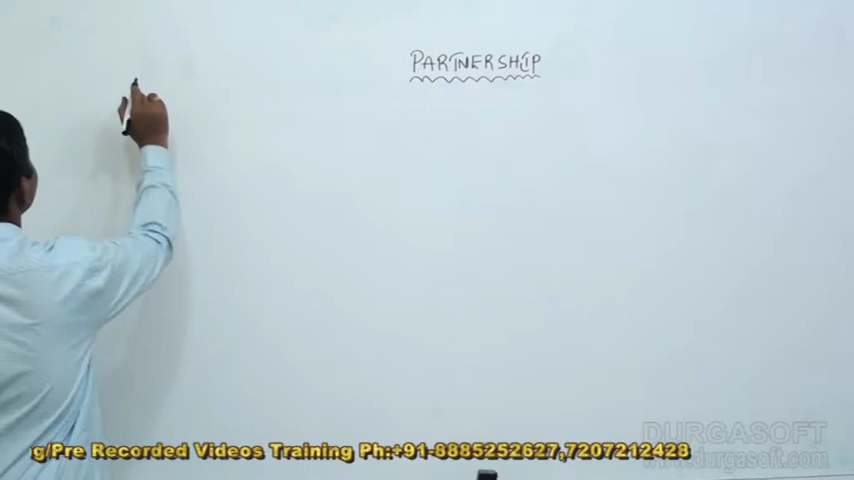 PARTNERSHIP
g/Pre Recorded Videos Training Ph:+91-8885252627,7207212428
DURGASOFT
www.durgasoft.com